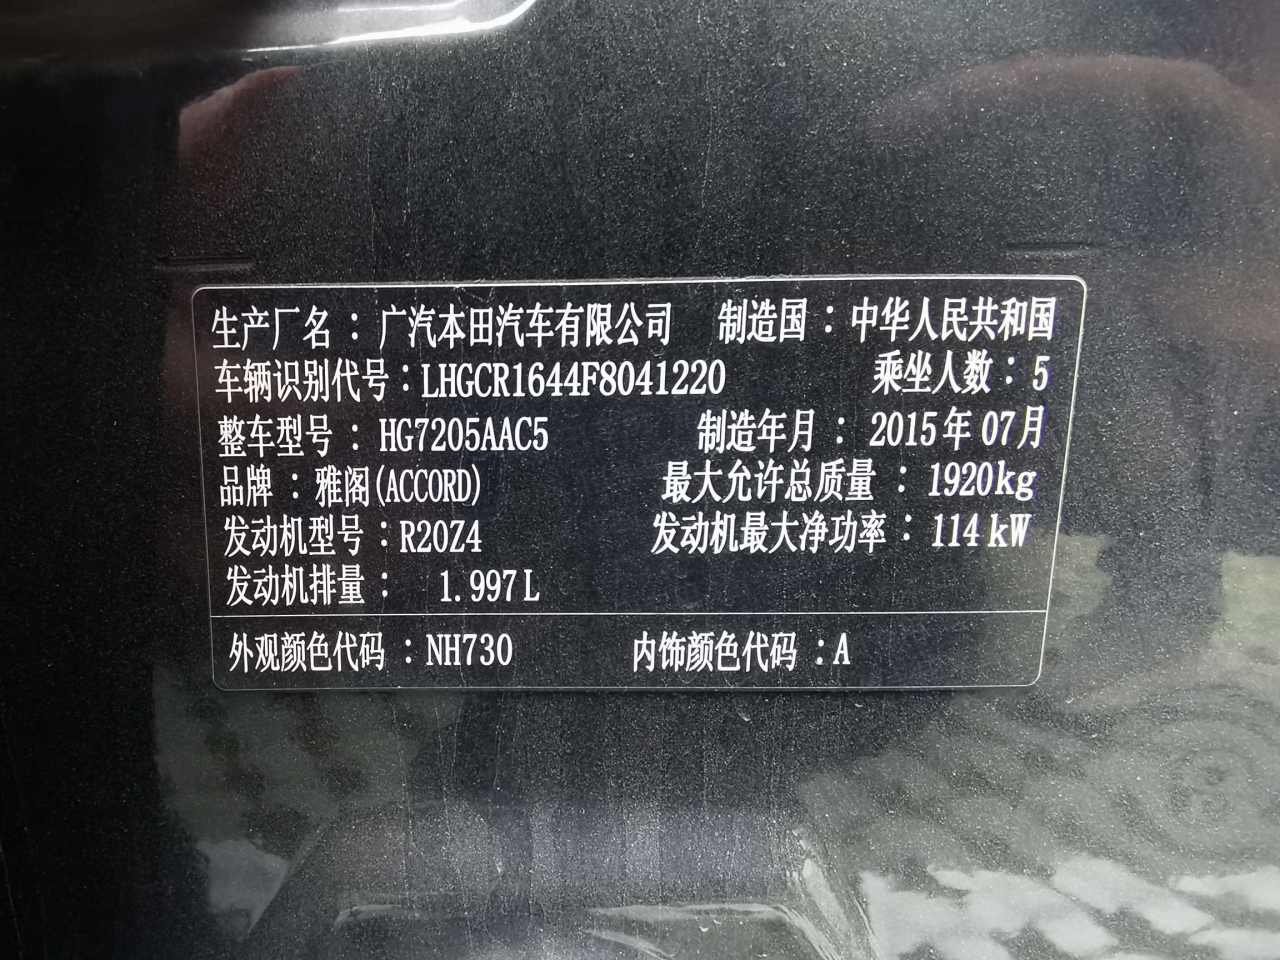 生产厂名：广汽本田汽车有限公司 制造国：中华人民共和国
车辆识别代号：LHGCR1644F8041220 乘坐人数：5
整车型号：HG7205AAC5 制造年月：2015年07月
品牌：雅阁(ACCORD) 最大允许总质量：1920kg
发动机型号：R20Z4 发动机最大净功率：114kW
发动机排量：1.997L
外观颜色代码：NH730 内饰颜色代码：A